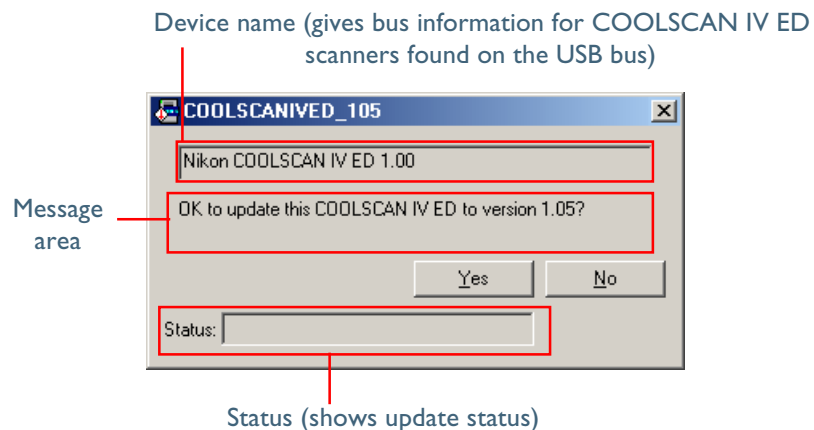 Device name (gives bus information for COOLSCAN IV ED
scanners found on the USB bus)
COOLSCANIVED_105
Nikon COOLSCAN IV ED 1.00
Message
area
OK to update this COOLSCAN IV ED to version 1.05?
Yes
No
Status:
Status (shows update status)